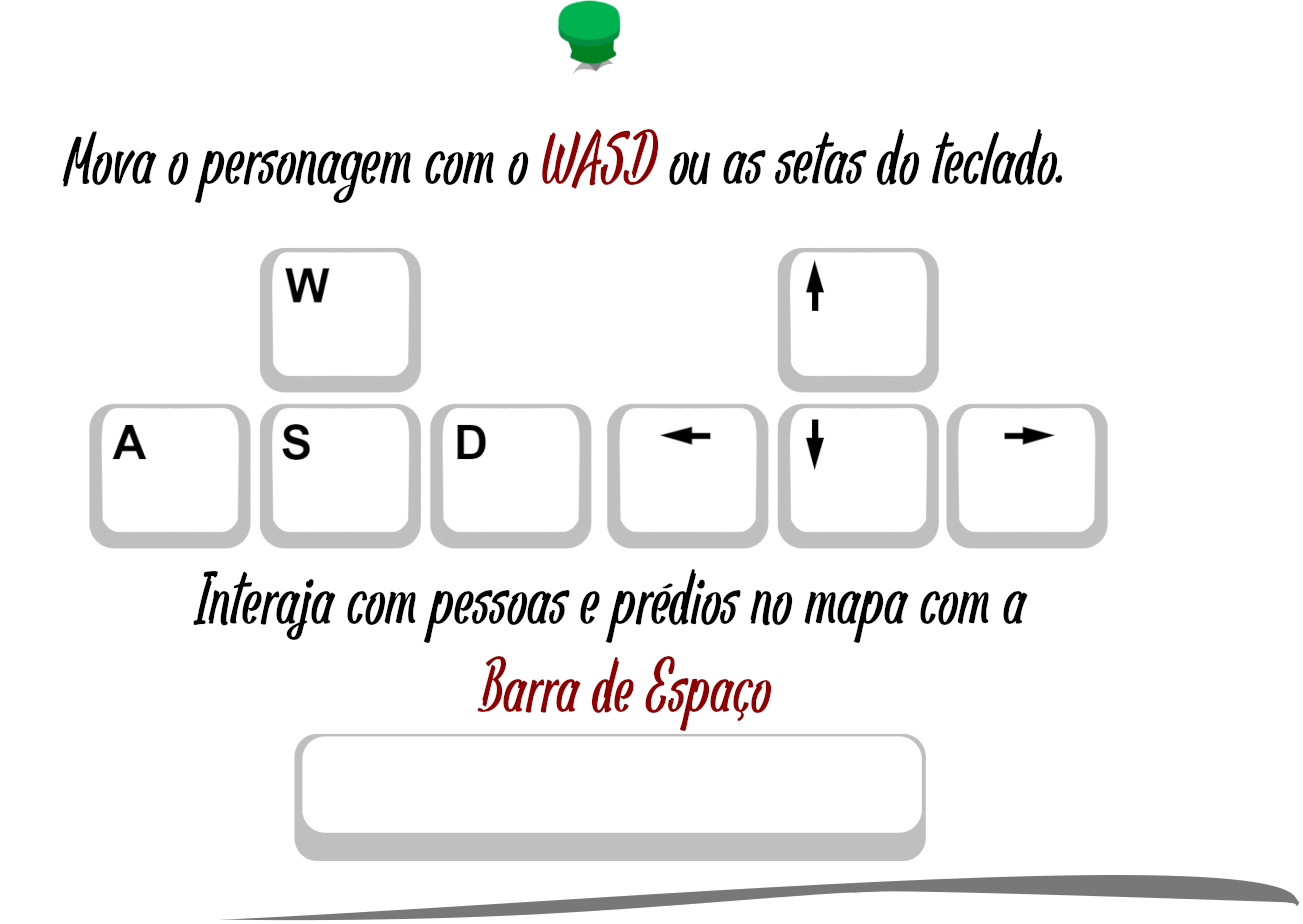 Mova o personagem com o WASD ou as setas do teclado.
W ↑
A S D ← ↓ →
Interaja com pessoas e prédios no mapa com a
Barra de Espaço